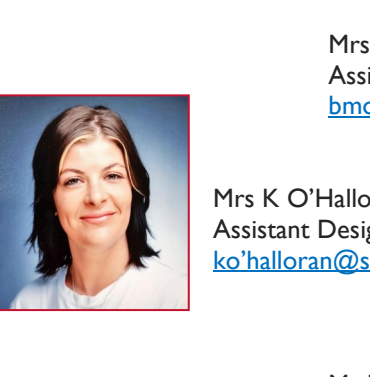 Mrs
Assi
bmc
Mrs K O’Hallo
Assistant Desig
ko’halloran@s